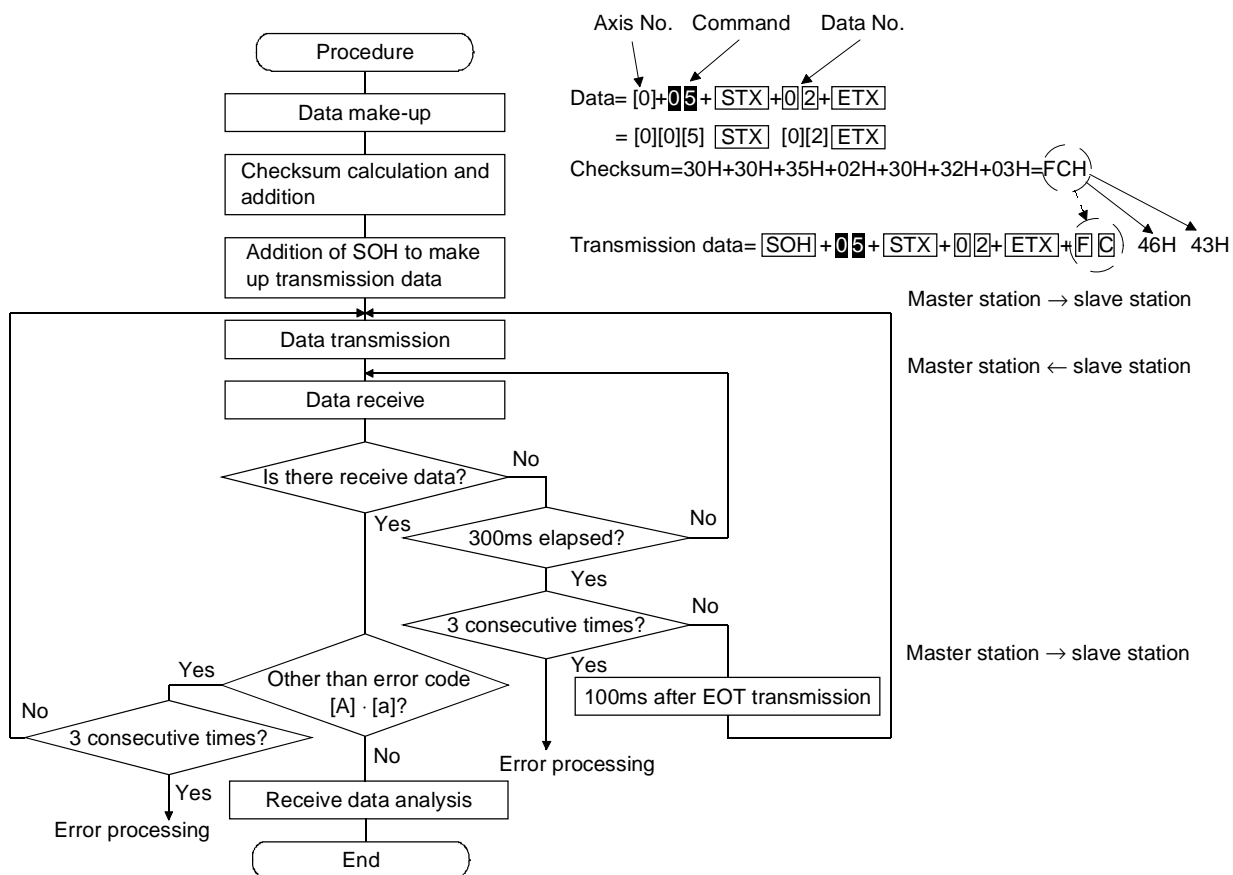 Axis No. Command Data No.
Procedure
Data= [0]+05+STX+02+ETX
Data make-up
= [0][0][5] STX [0][2] ETX
Checksum calculation and
addition
Checksum=30H+30H+35H+02H+30H+32H+03H=FCH
Addition of SOH to make
up transmission data
Transmission data= SOH +05+STX+02+ETX+F C 46H 43H
Master station → slave station
Data transmission
Master station ← slave station
Data receive
Is there receive data?
No
Yes
300ms elapsed?
No
Yes
3 consecutive times?
No
Yes
100ms after EOT transmission
Master station → slave station
Error processing
Other than error code
[A] · [a]?
Yes
No
3 consecutive times?
No
Yes
Error processing
Receive data analysis
End